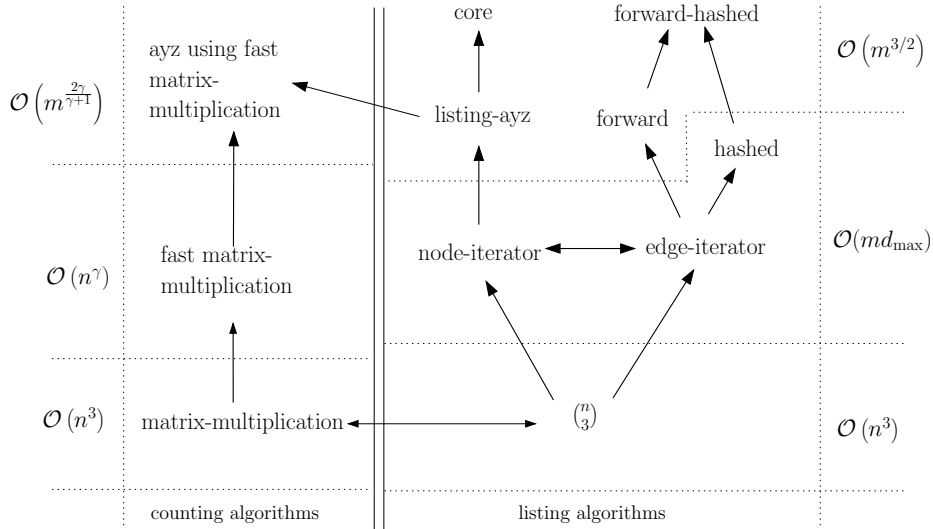 core
forward-hashed
ayz using fast
matrix-
multiplication
O(m^{2γ/(γ+1)})
O(m^{3/2})
listing-ayz
forward
hashed
fast matrix-
multiplication
O(n^γ)
node-iterator
edge-iterator
O(md_max)
O(n^3)
matrix-multiplication
(n 3)
O(n^3)
counting algorithms
listing algorithms